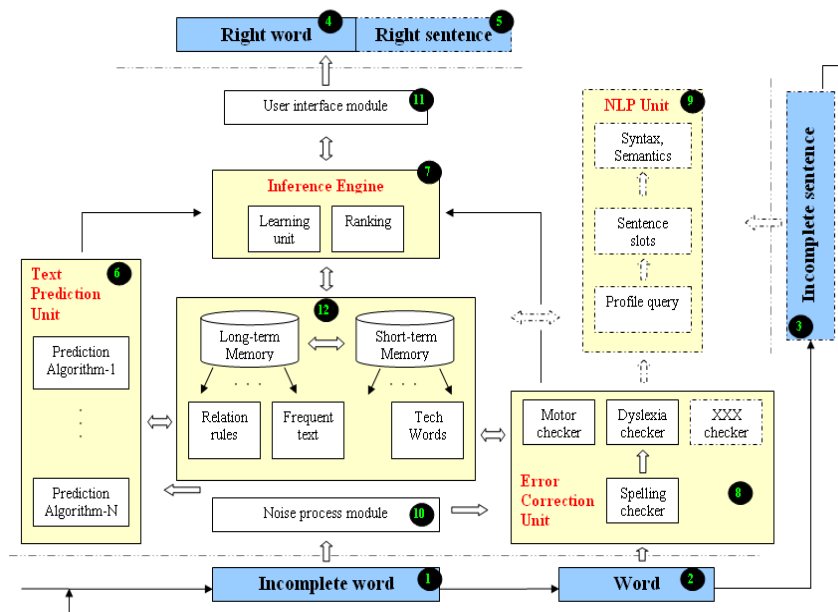 Right word 4
Right sentence 5
User interface module 11
Inference Engine 7
Learning
unit
Ranking
NLP Unit 9
Syntax,
Semantics
Sentence
slots
Profile query
Incomplete sentence
3
Text
Prediction
Unit
6
Prediction
Algorithm-1
. . .
Prediction
Algorithm-N
12
Long-term
Memory
Short-term
Memory
. . .
. . .
Relation
rules
Frequent
text
Tech
Words
Motor
checker
Dyslexia
checker
XXX
checker
Spelling
checker
Error
Correction
Unit
8
Noise process module 10
Incomplete word 1
Word 2